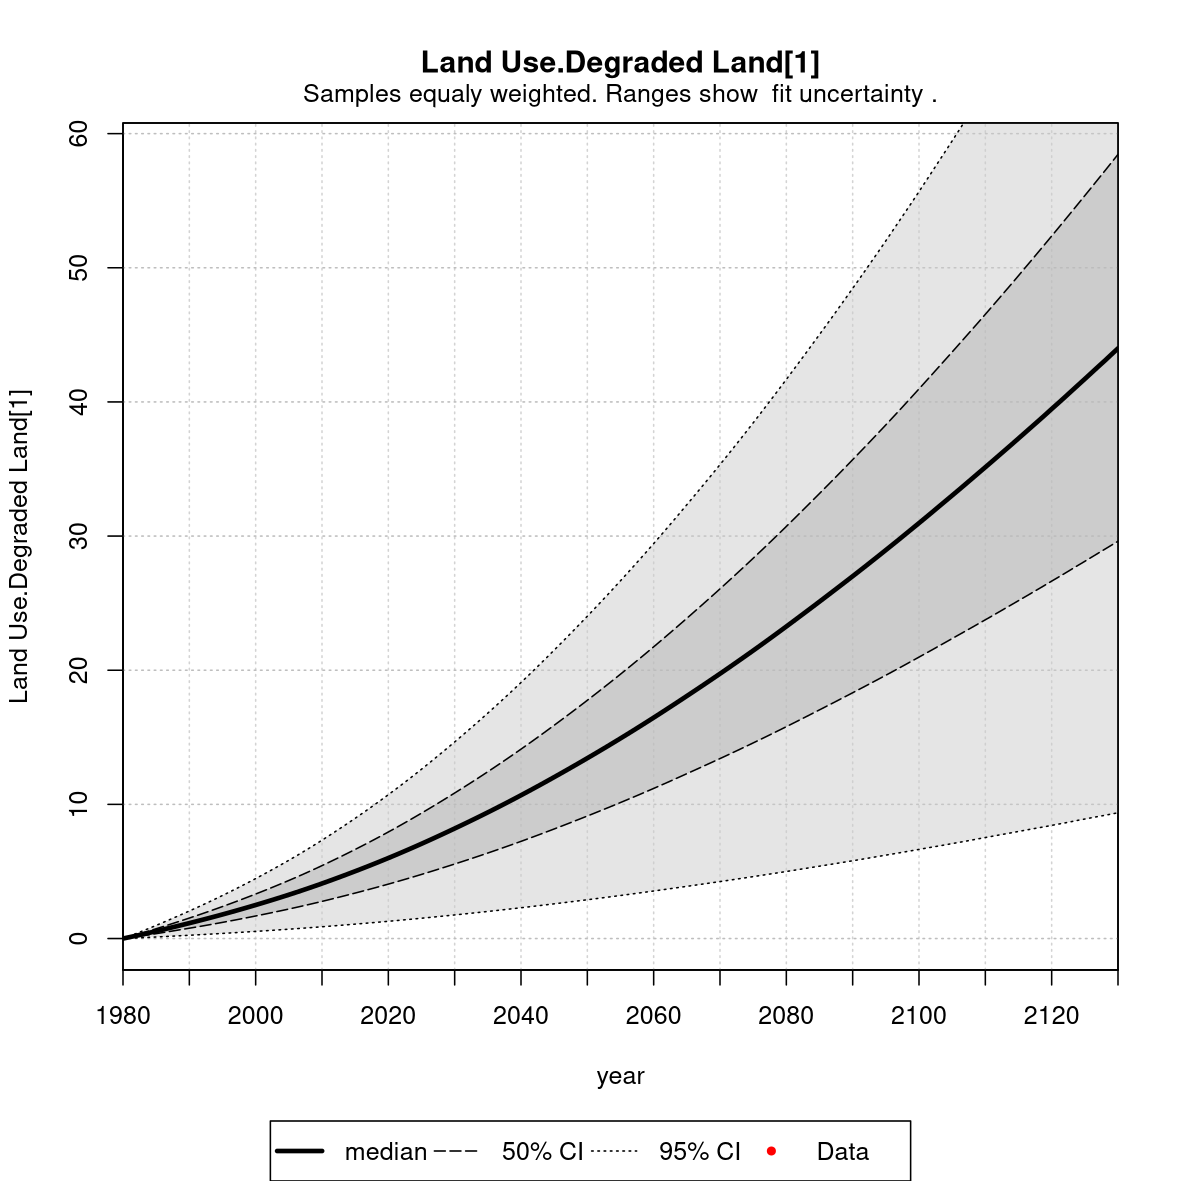 Land Use.Degraded Land[1]
Samples equaly weighted. Ranges show  fit uncertainty .
Land Use.Degraded Land[1]
60
50
40
30
20
10
0
1980 2000 2020 2040 2060 2080 2100 2120
year
median 50% CI 95% CI Data